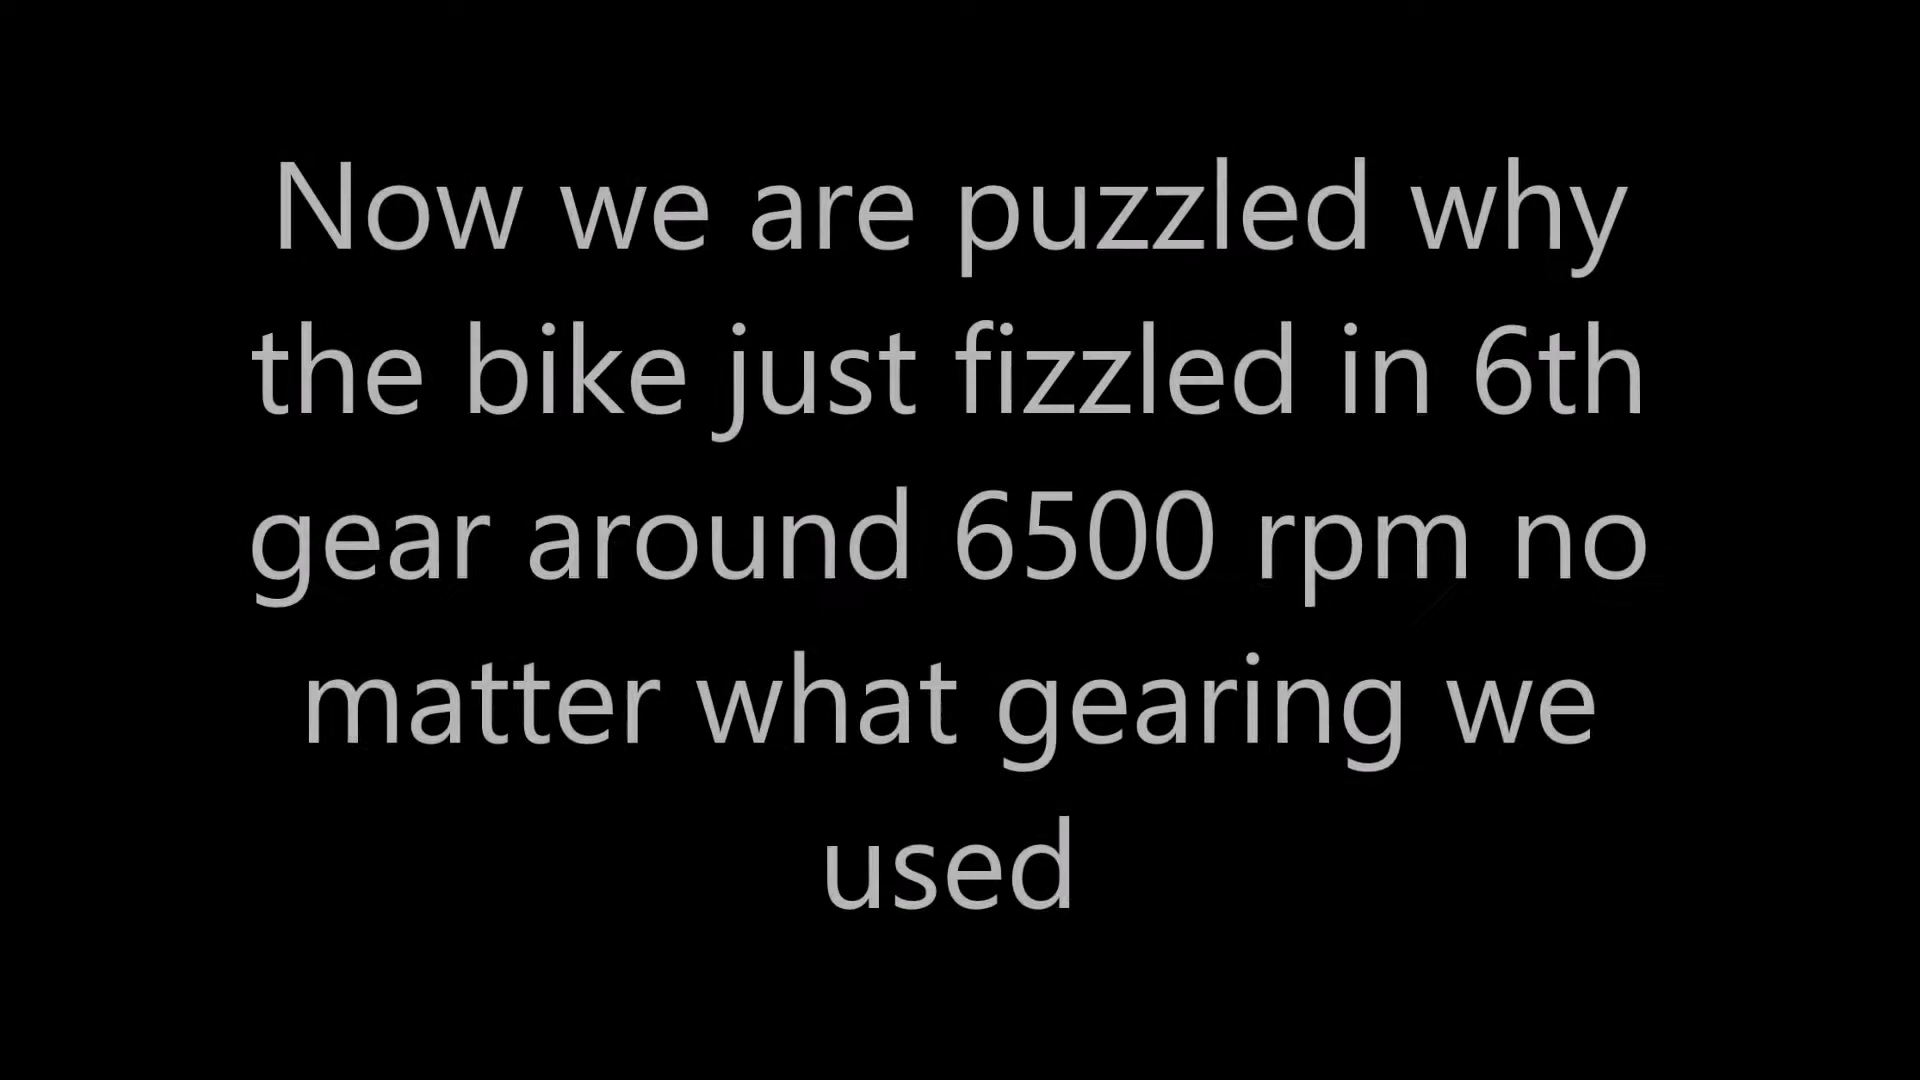 Now we are puzzled why
the bike just fizzled in 6th
gear around 6500 rpm no
matter what gearing we
used